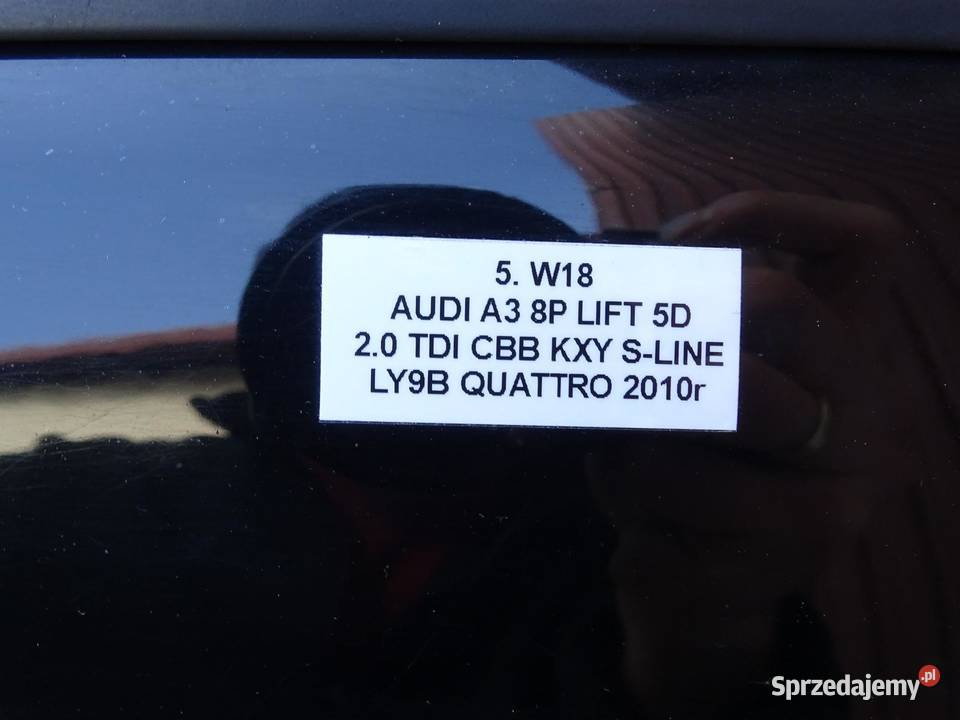 5. W18
AUDI A3 8P LIFT 5D
2.0 TDI CBB KXY S-LINE
LY9B QUATTRO 2010r
Sprzedajemy.pl